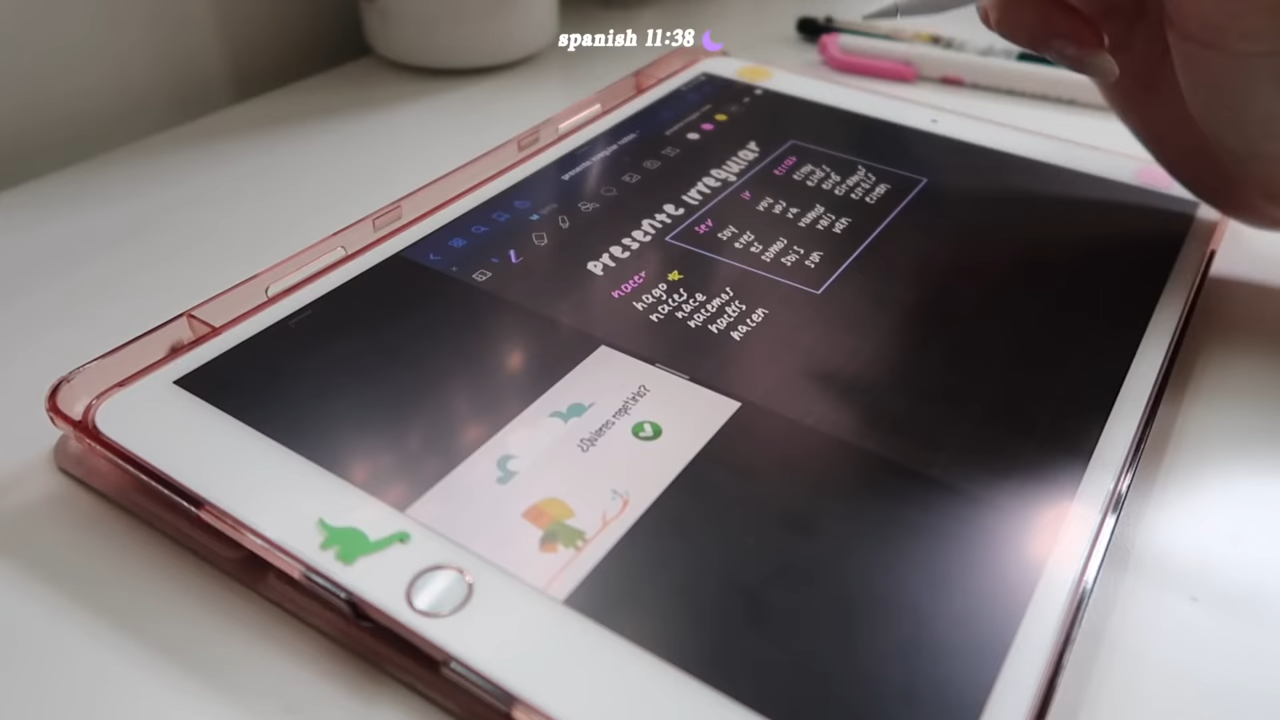 spanish 11:38
presente irregular
ser
soy
eres
es
somos
sois
son
ir
voy
vas
va
vamos
vais
van
estar
estoy
estás
está
estamos
estáis
están
hacer
hago
haces
hace
hacemos
hacéis
hacen
¿Quieres repetirlo?